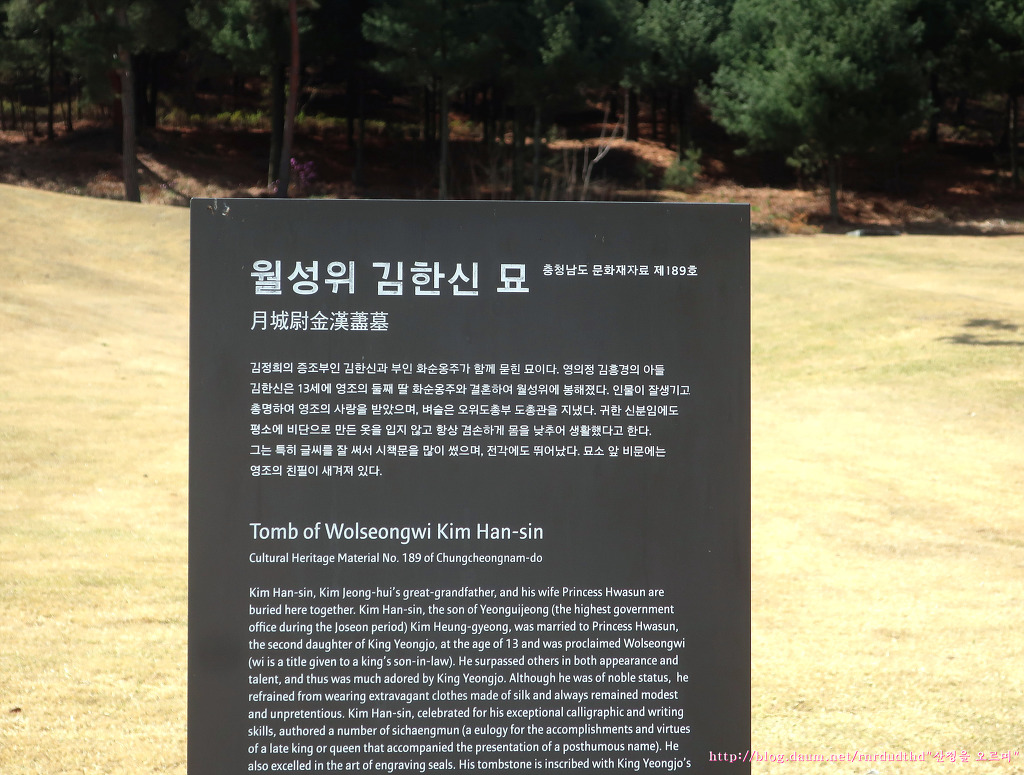 월성위 김한신 묘 충청남도 문화재자료 제189호
月城尉金漢藎墓
김정희의 증조부인 김한신과 부인 화순옹주가 함께 묻힌 묘이다. 영의정 김흥경의 아들
김한신은 13세에 영조의 둘째 딸 화순옹주와 결혼하여 월성위에 봉해졌다. 인물이 잘생기고
총명하여 영조의 사랑을 받았으며, 벼슬은 오위도총부 도총관을 지냈다. 귀한 신분임에도
평소에 비단으로 만든 옷을 입지 않고 항상 겸손하게 몸을 낮추어 생활했다고 한다.
그는 특히 글씨를 잘 써서 시책문을 많이 썼으며, 전각에도 뛰어났다. 묘소 앞 비문에는
영조의 친필이 새겨져 있다.
Tomb of Wolseongwi Kim Han-sin
Cultural Heritage Material No. 189 of Chungcheongnam-do
Kim Han-sin, Kim Jeong-hui's great-grandfather, and his wife Princess Hwasun are
buried here together. Kim Han-sin, the son of Yeonguijeong (the highest government
office during the Joseon period) Kim Heung-gyeong, was married to Princess Hwasun,
the second daughter of King Yeongjo, at the age of 13 and was proclaimed Wolseongwi
(wi is a title given to a king's son-in-law). He surpassed others in both appearance and
talent, and thus was much adored by King Yeongjo. Although he was of noble status, he
refrained from wearing extravagant clothes made of silk and always remained modest
and unpretentious. Kim Han-sin, celebrated for his exceptional calligraphic and writing
skills, authored a number of sichaengmun (a eulogy for the accomplishments and virtues
of a late king or queen that accompanied the presentation of a posthumous name). He
also excelled in the art of engraving seals. His tombstone is inscribed with King Yeongjo's
http://blog.daum.net/rnrdudthd "산정을 오르며"